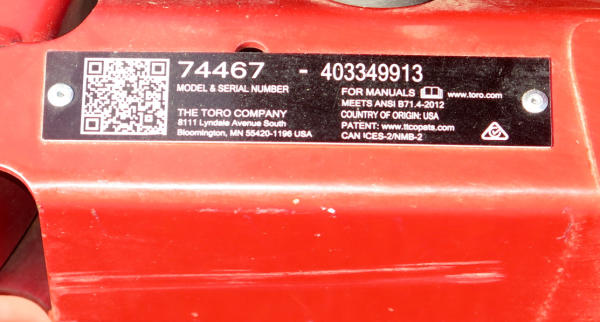 74467 - 403349913
MODEL & SERIAL NUMBER
THE TORO COMPANY
8111 Lyndale Avenue South
Bloomington, MN 55420-1196 USA
FOR MANUALS www.toro.com
MEETS ANSI B71.4-2012
COUNTRY OF ORIGIN: USA
PATENT: www.ttcopats.com
CAN ICES-2/NMB-2